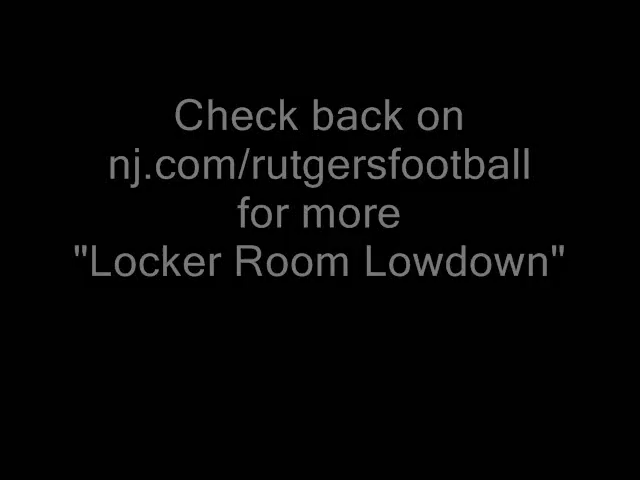 Check back on
nj.com/rutgersfootball
for more
"Locker Room Lowdown"